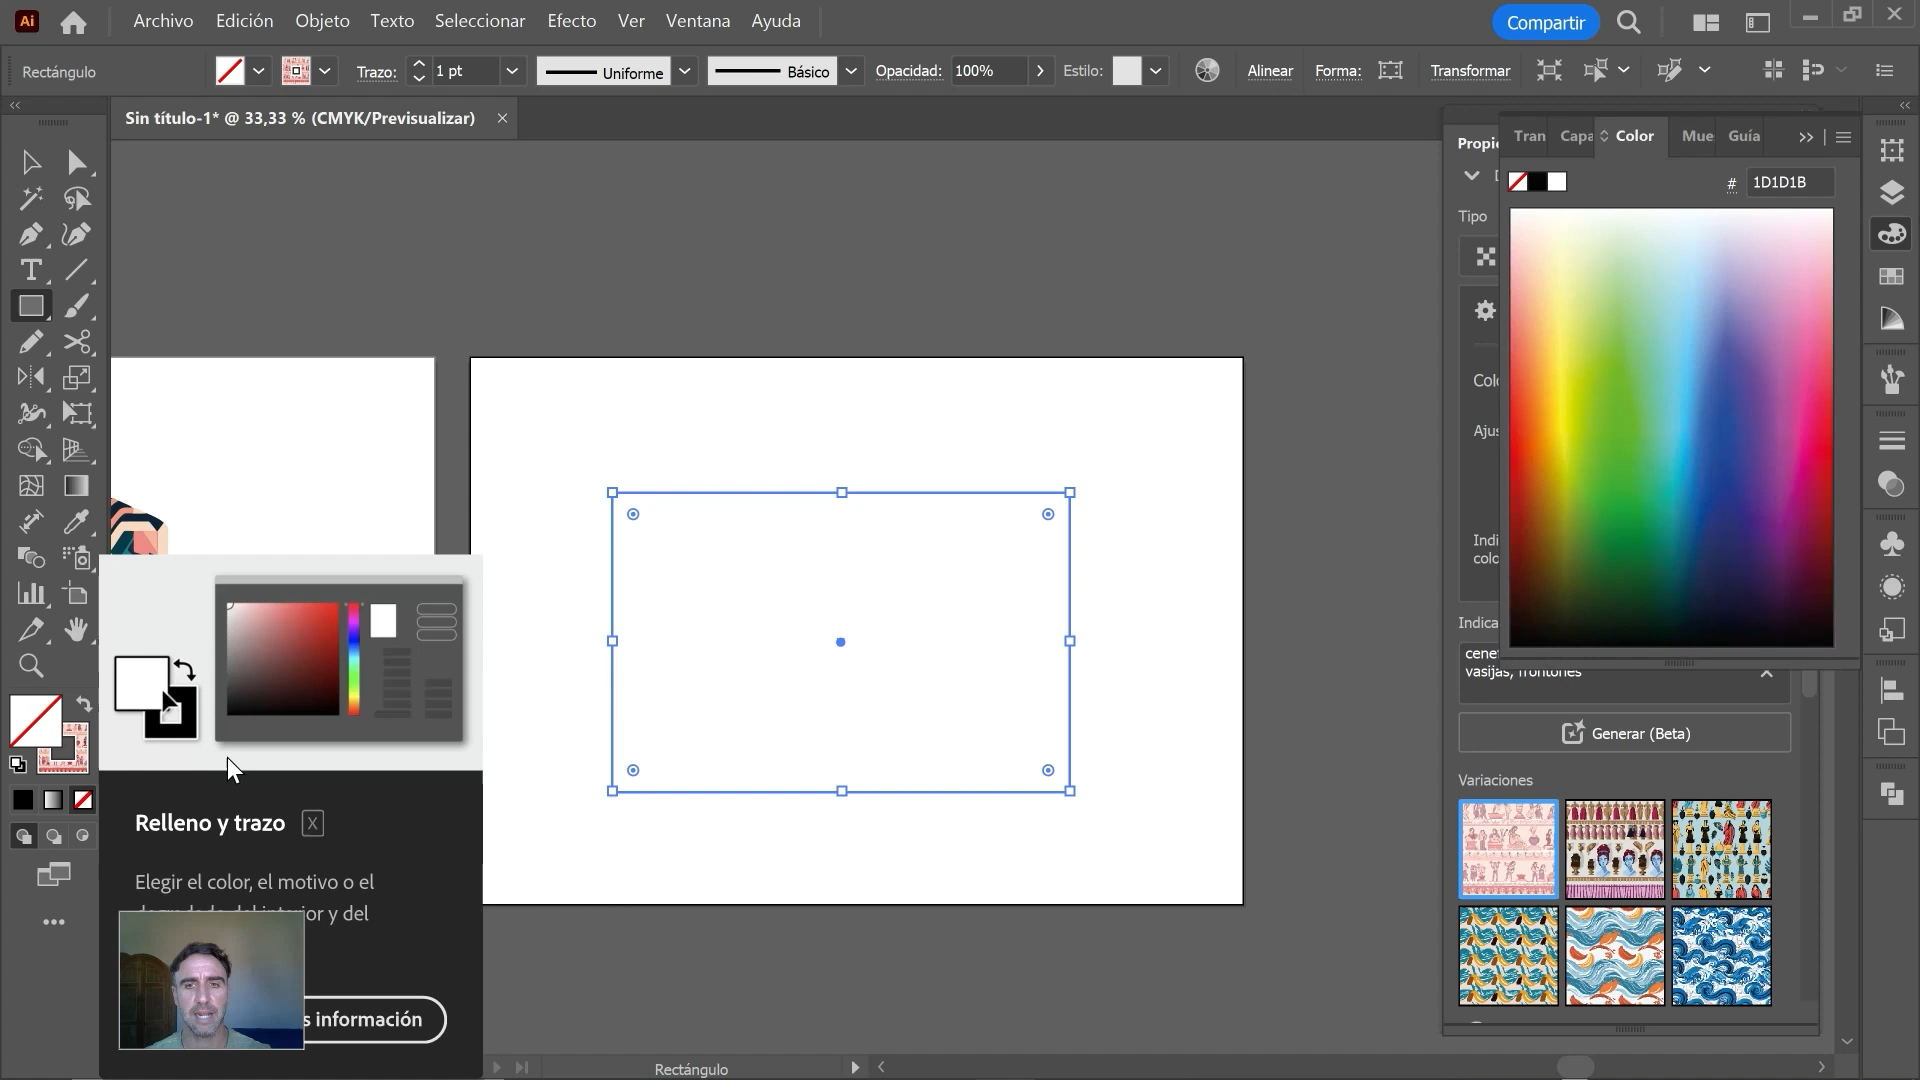 Ai
Archivo
Edición
Objeto
Texto
Seleccionar
Efecto
Ver
Ventana
Ayuda
Compartir
Rectángulo
Trazo:
1 pt
Uniforme
Básico
Opacidad:
100%
Estilo:
Alinear
Forma:
Transformar
Sin título-1* @ 33,33 % (CMYK/Previsualizar)
Propie
Tran
Capa
Color
Mue
Guía
#
1D1D1B
Tipo
Colo
Ajus
Indi
colo
Indica
cenef
vasijas, frontones
Generar (Beta)
Variaciones
Relleno y trazo
X
Elegir el color, el motivo o el
ior y del
s información
Rectángulo